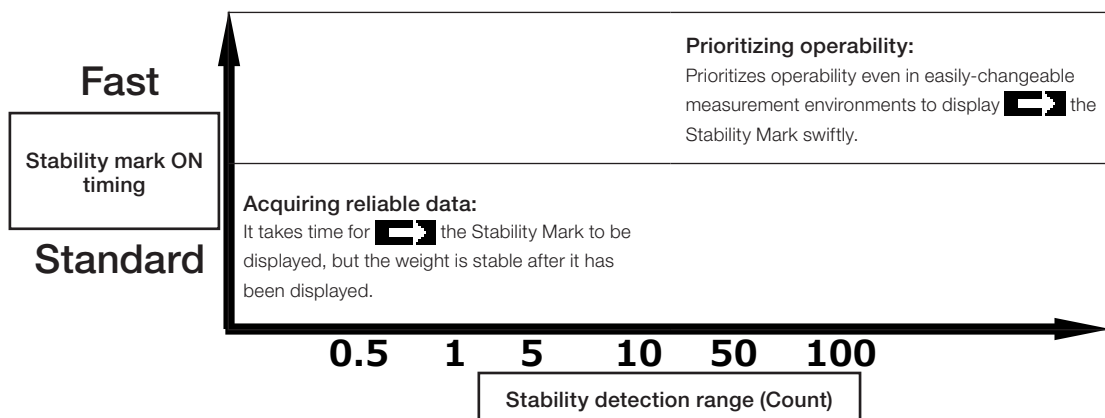 Prioritizing operability:
Prioritizes operability even in easily-changeable
measurement environments to display the
Stability Mark swiftly.
Fast
Stability mark ON
timing
Standard
Acquiring reliable data:
It takes time for the Stability Mark to be
displayed, but the weight is stable after it has
been displayed.
0.5 1 5 10 50 100
Stability detection range (Count)